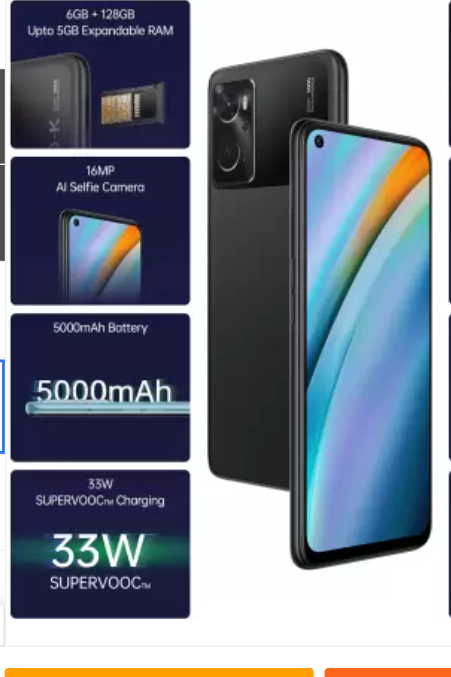 6GB + 128GB
Upto 5GB Expandable RAM
16MP
AI Selfie Camera
5000mAh Battery
5000mAh
33W
SUPERVOOC™ Charging
33W
SUPERVOOC™